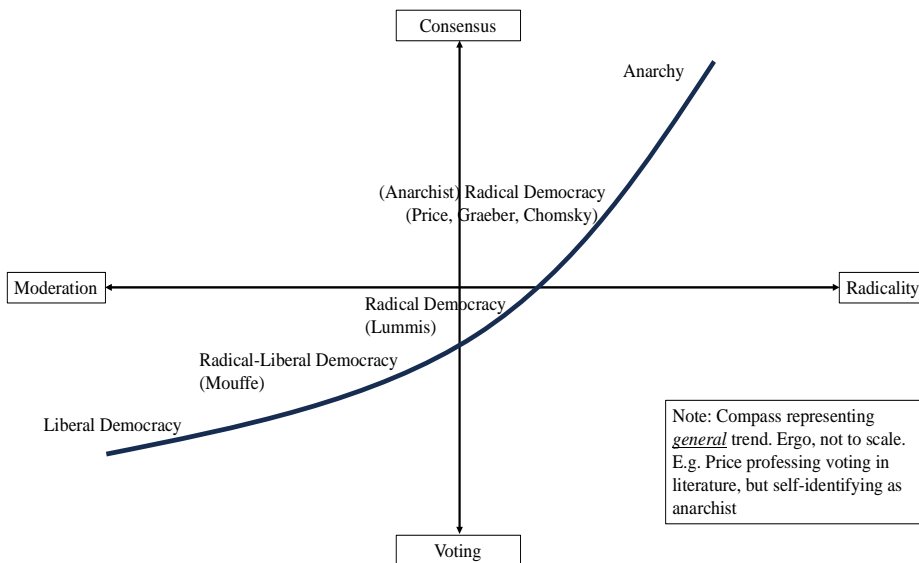 Consensus
Anarchy
(Anarchist) Radical Democracy
(Price, Graeber, Chomsky)
Moderation
Radicality
Radical Democracy
(Lummis)
Radical-Liberal Democracy
(Mouffe)
Liberal Democracy
Note: Compass representing
general trend. Ergo, not to scale.
E.g. Price professing voting in
literature, but self-identifying as
anarchist
Voting